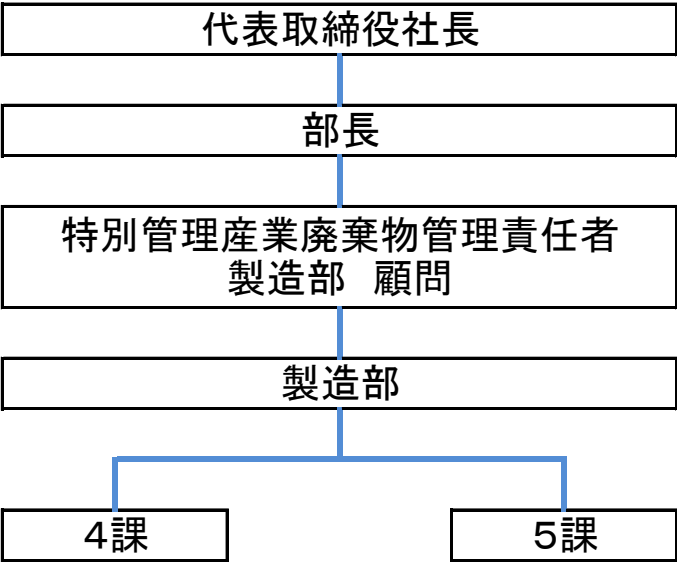 代表取締役社長
部長
特別管理産業廃棄物管理責任者
製造部　顧問
製造部
4課　5課